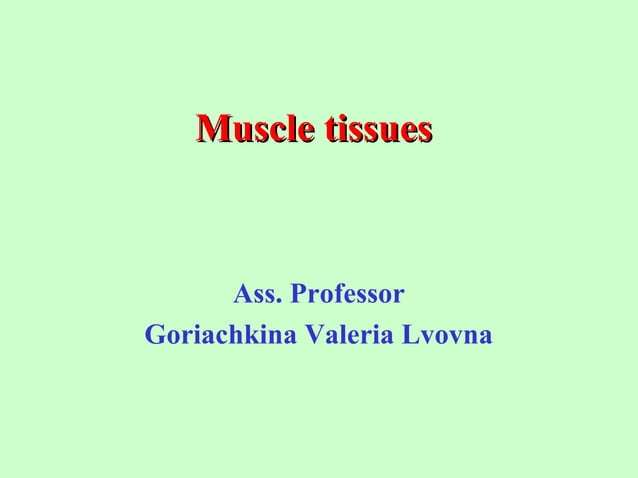 Muscle tissues
Ass. Professor
Goriachkina Valeria Lvovna